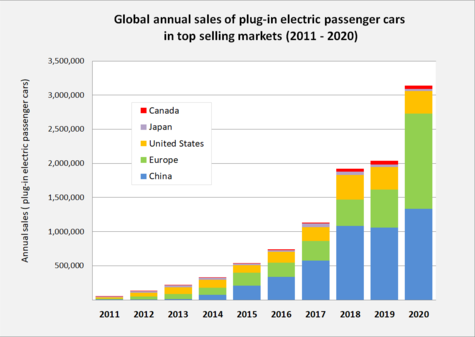 Global annual sales of plug-in electric passenger cars
in top selling markets (2011 - 2020)
Annual sales ( plug-in electric passenger cars)
3,500,000
3,000,000
2,500,000
2,000,000
1,500,000
1,000,000
500,000
Canada
Japan
United States
Europe
China
2011 2012 2013 2014 2015 2016 2017 2018 2019 2020